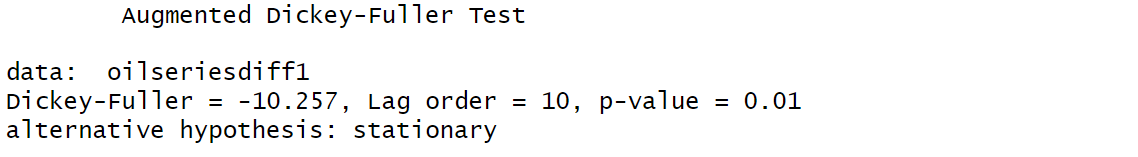 Augmented Dickey-Fuller Test
data:  oilseriesdiff1
Dickey-Fuller = -10.257, Lag order = 10, p-value = 0.01
alternative hypothesis: stationary